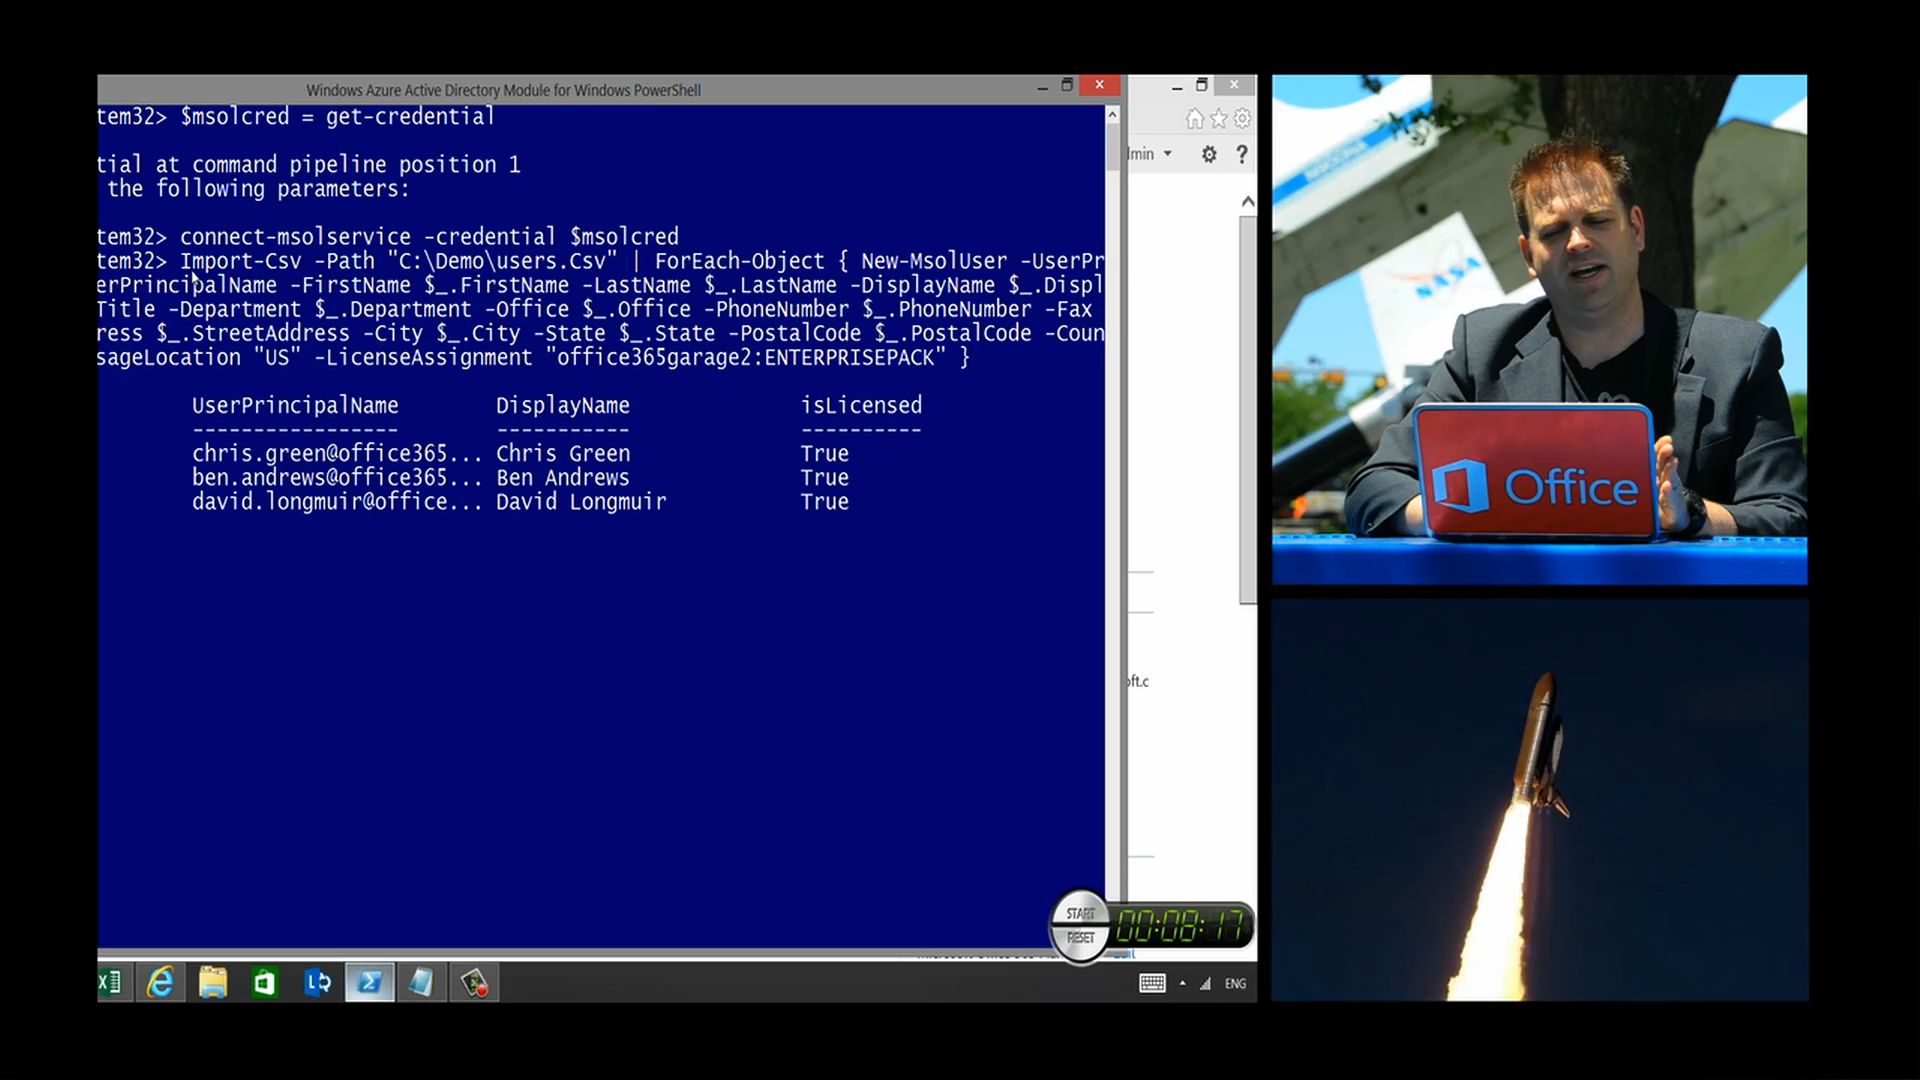 Windows Azure Active Directory Module for Windows PowerShell
tem32> $msolcred = get-credential
tial at command pipeline position 1
the following parameters:
tem32> connect-msolservice -credential $msolcred
tem32> Import-Csv -Path "C:\Demo\users.Csv" | ForEach-Object { New-MsolUser -UserPr
erPrincipalName -FirstName $_.FirstName -LastName $_.LastName -DisplayName $_.Displ
Title -Department $_.Department -Office $_.Office -PhoneNumber $_.PhoneNumber -Fax
ress $_.StreetAddress -City $_.City -State $_.State -PostalCode $_.PostalCode -Coun
sageLocation "US" -LicenseAssignment "office365garage2:ENTERPRISEPACK" }
UserPrincipalName DisplayName isLicensed
----------------- ----------- ----------
chris.green@office365... Chris Green True
ben.andrews@office365... Ben Andrews True
david.longmuir@office... David Longmuir True
dmin
?
oft.c
START
RESET
00:08:17
ENG
NASA
Office